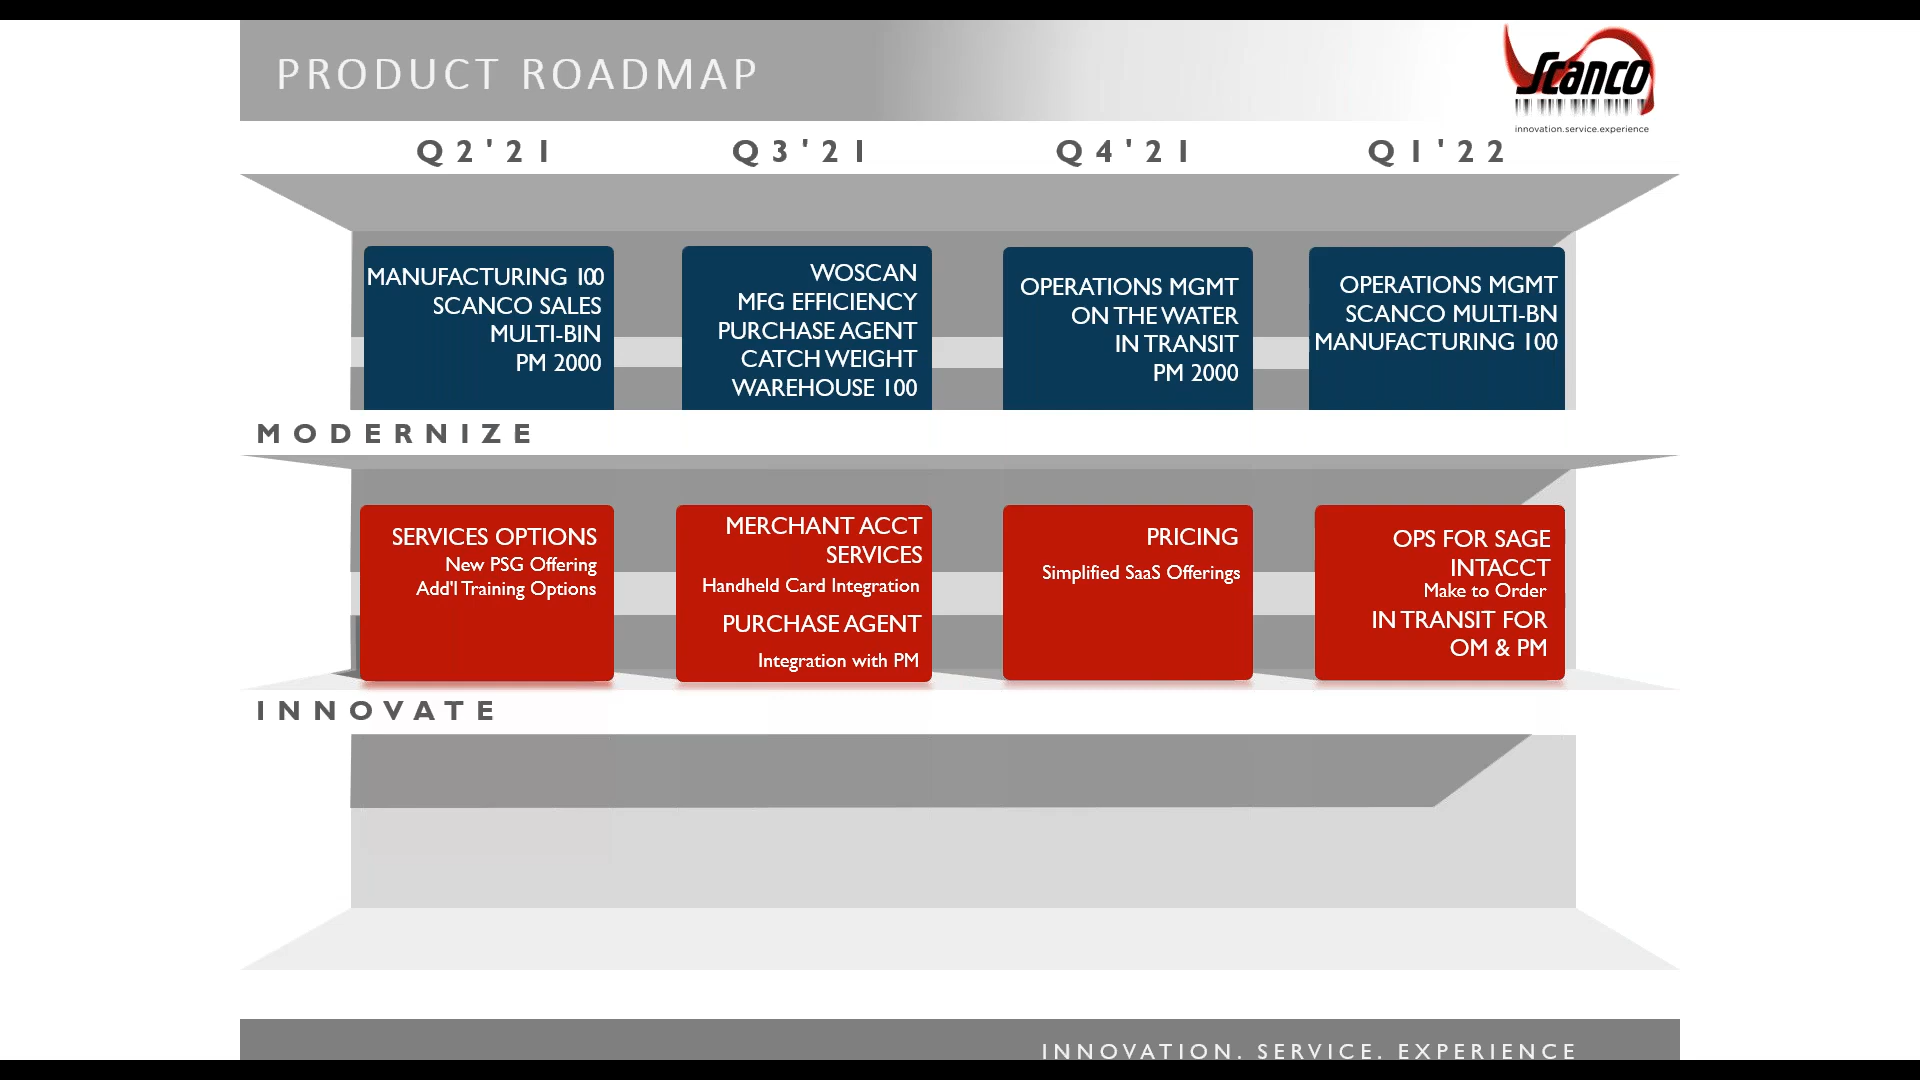 PRODUCT ROADMAP
Scanco
innovation.service.experience
Q2'21
Q3'21
Q4'21
Q1'22
MANUFACTURING 100
SCANCO SALES
MULTI-BIN
PM 2000
WOSCAN
MFG EFFICIENCY
PURCHASE AGENT
CATCH WEIGHT
WAREHOUSE 100
OPERATIONS MGMT
ON THE WATER
IN TRANSIT
PM 2000
OPERATIONS MGMT
SCANCO MULTI-BN
MANUFACTURING 100
MODERNIZE
SERVICES OPTIONS
New PSG Offering
Add'l Training Options
MERCHANT ACCT
SERVICES
Handheld Card Integration
PURCHASE AGENT
Integration with PM
PRICING
Simplified SaaS Offerings
OPS FOR SAGE
INTACCT
Make to Order
IN TRANSIT FOR
OM & PM
INNOVATE
INNOVATION. SERVICE. EXPERIENCE